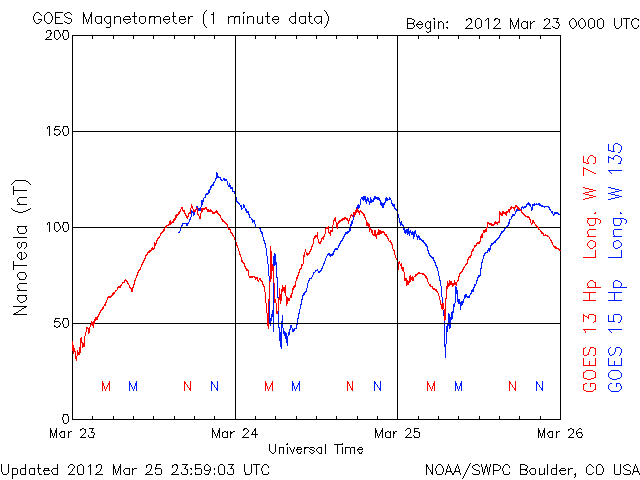 GOES Magnetometer (1 minute data)
Begin: 2012 Mar 23 0000 UTC
200
150
100
50
0
NanoTesla (nT)
M M N N M M N N M M N N
Mar 23 Mar 24 Mar 25 Mar 26
Universal Time
GOES 13 Hp Long. W 75
GOES 15 Hp Long. W 135
Updated 2012 Mar 25 23:59:03 UTC
NOAA/SWPC Boulder, CO USA